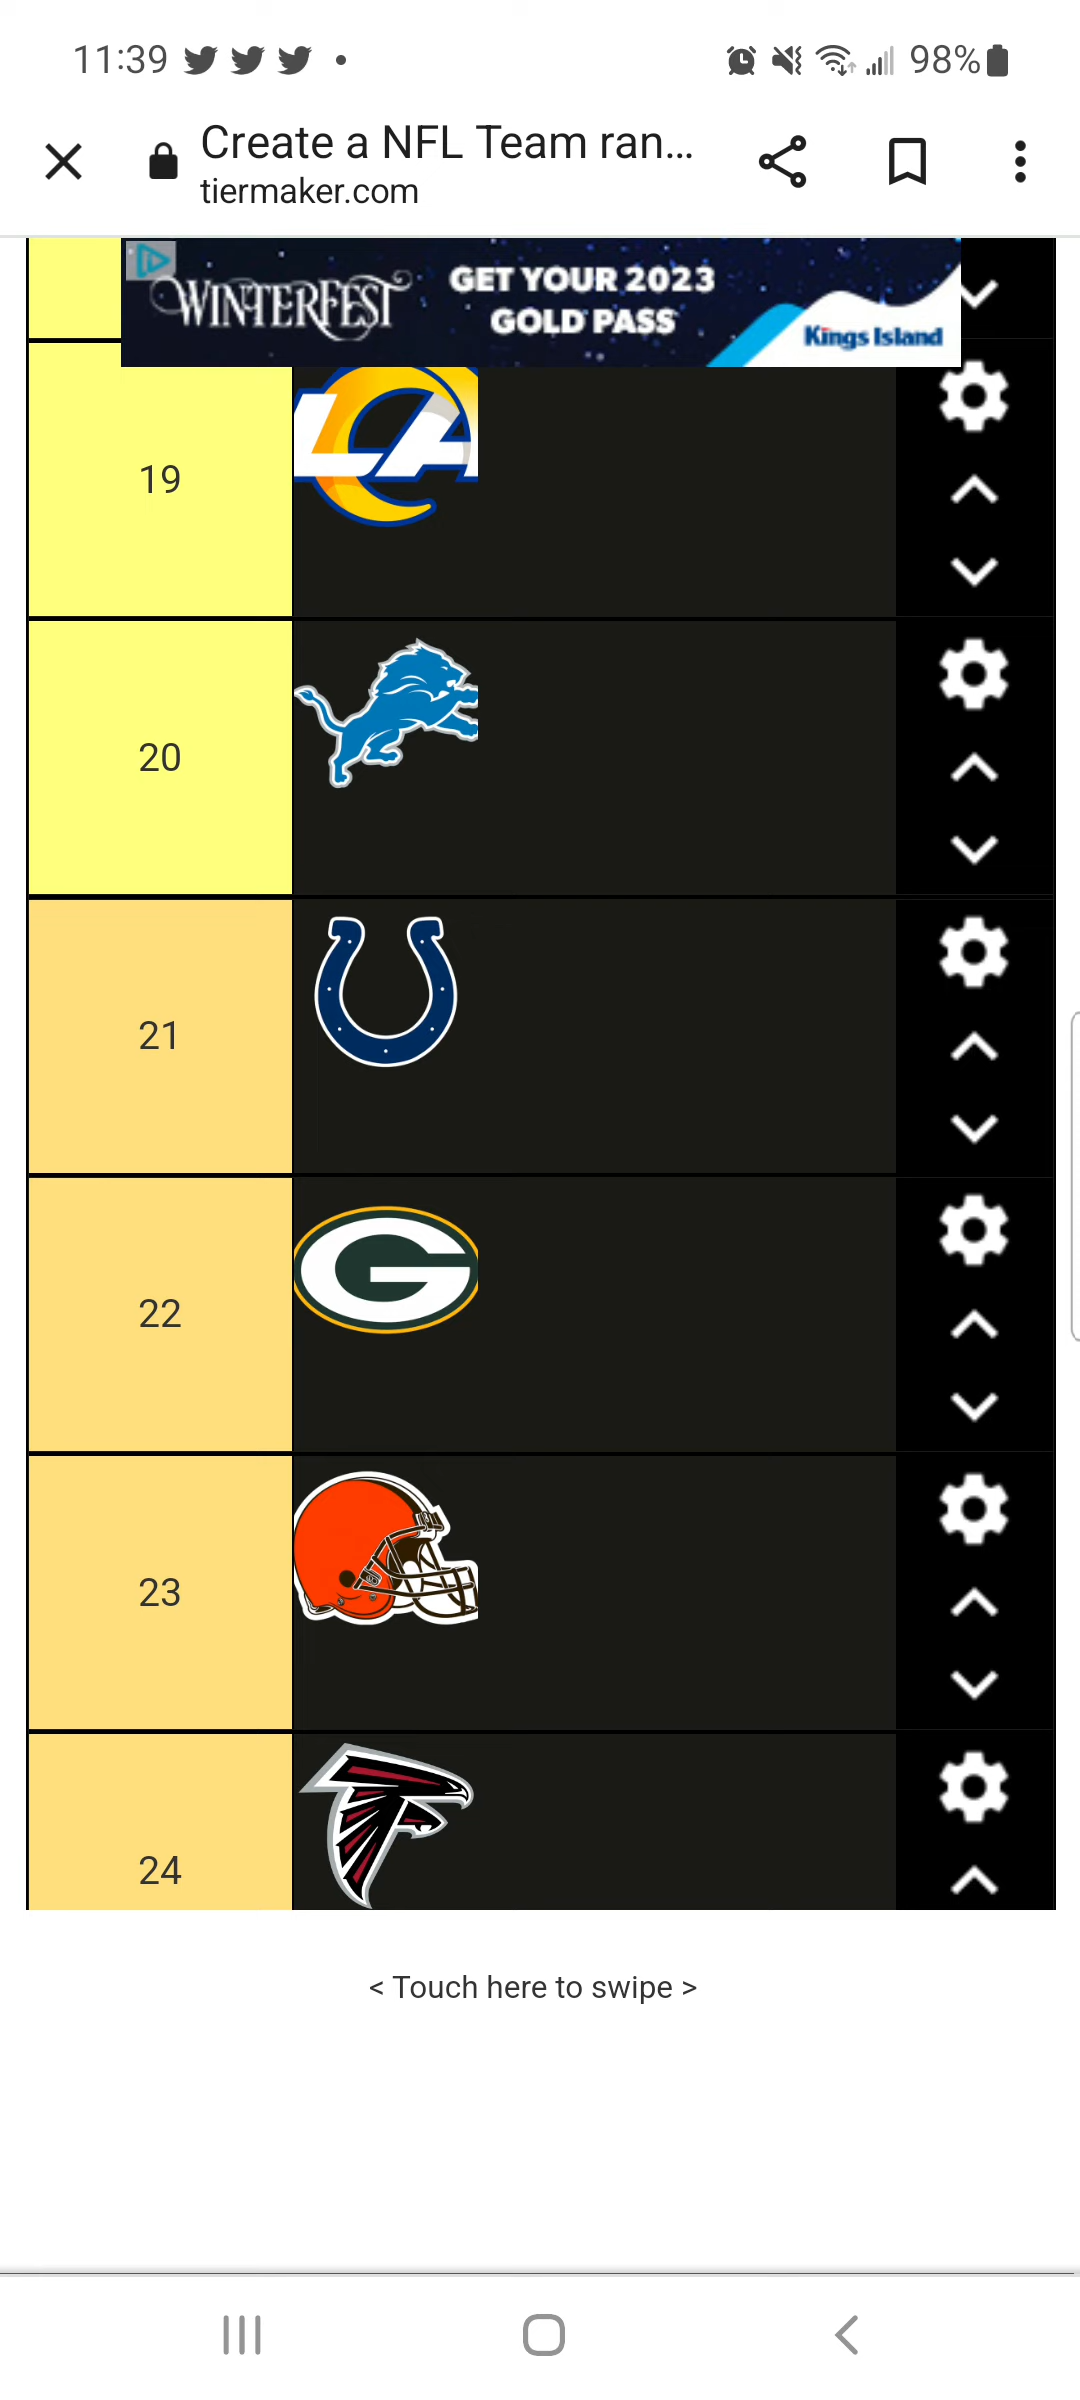 11:39
98%
Create a NFL Team ran...
tiermaker.com
WINTERFEST
GET YOUR 2023
GOLD PASS
Kings Island
19
LA
20
21
22
G
23
24
< Touch here to swipe >